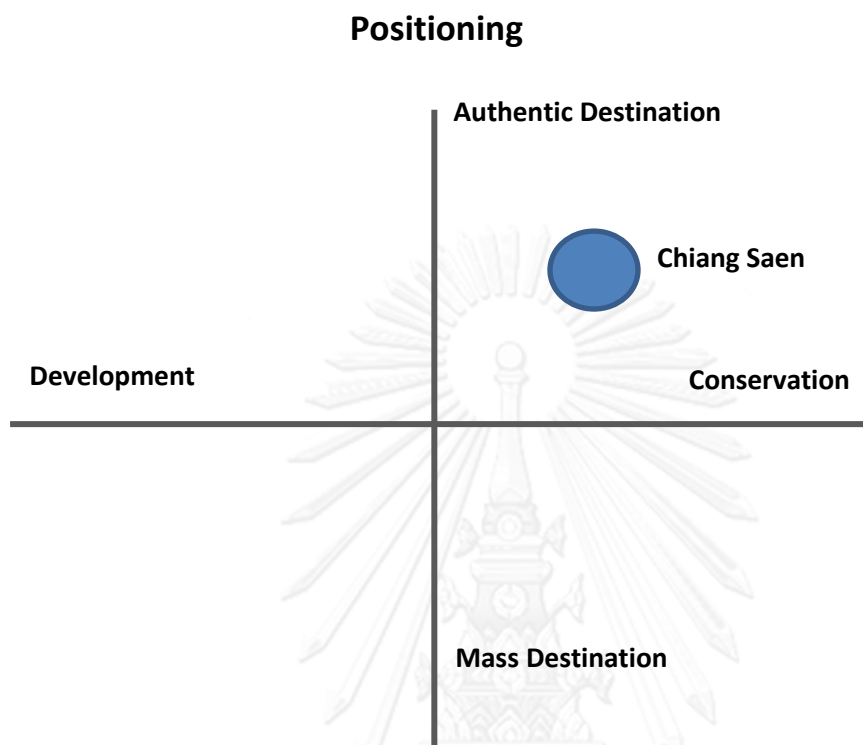 Positioning
Authentic Destination
Chiang Saen
Development
Conservation
Mass Destination